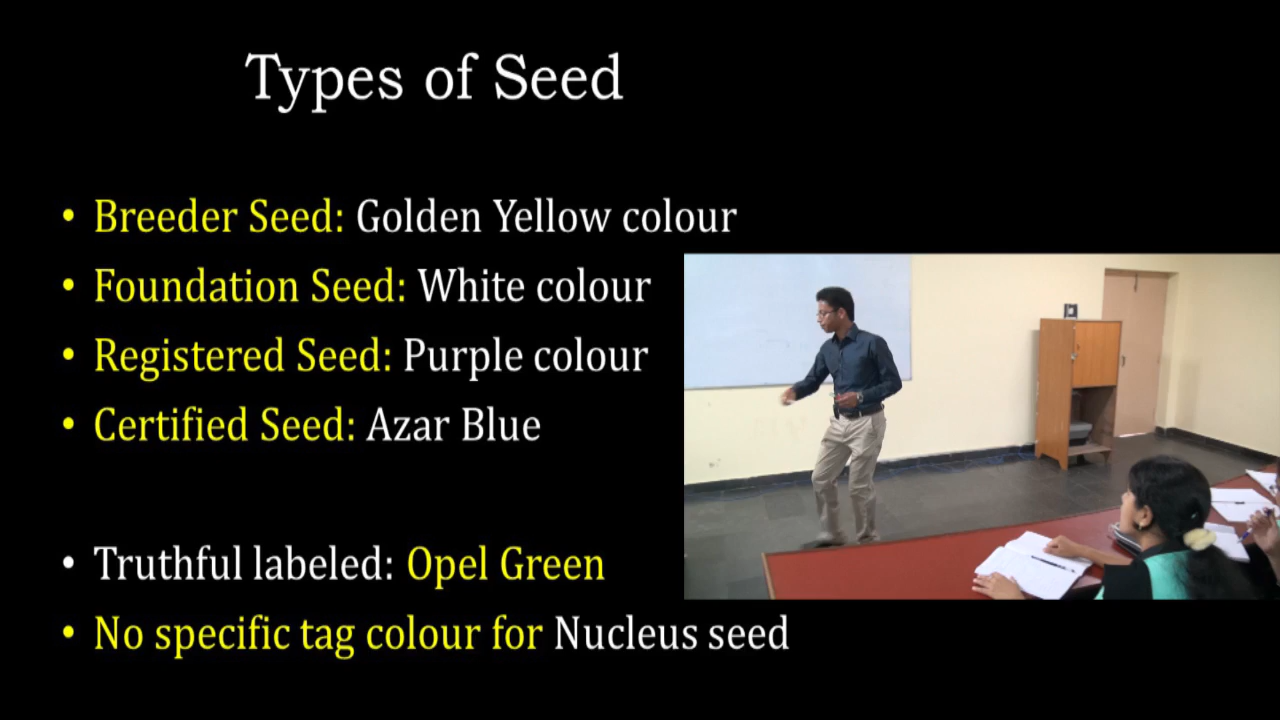 Types of Seed
• Breeder Seed: Golden Yellow colour
• Foundation Seed: White colour
• Registered Seed: Purple colour
• Certified Seed: Azar Blue
• Truthful labeled: Opel Green
• No specific tag colour for Nucleus seed